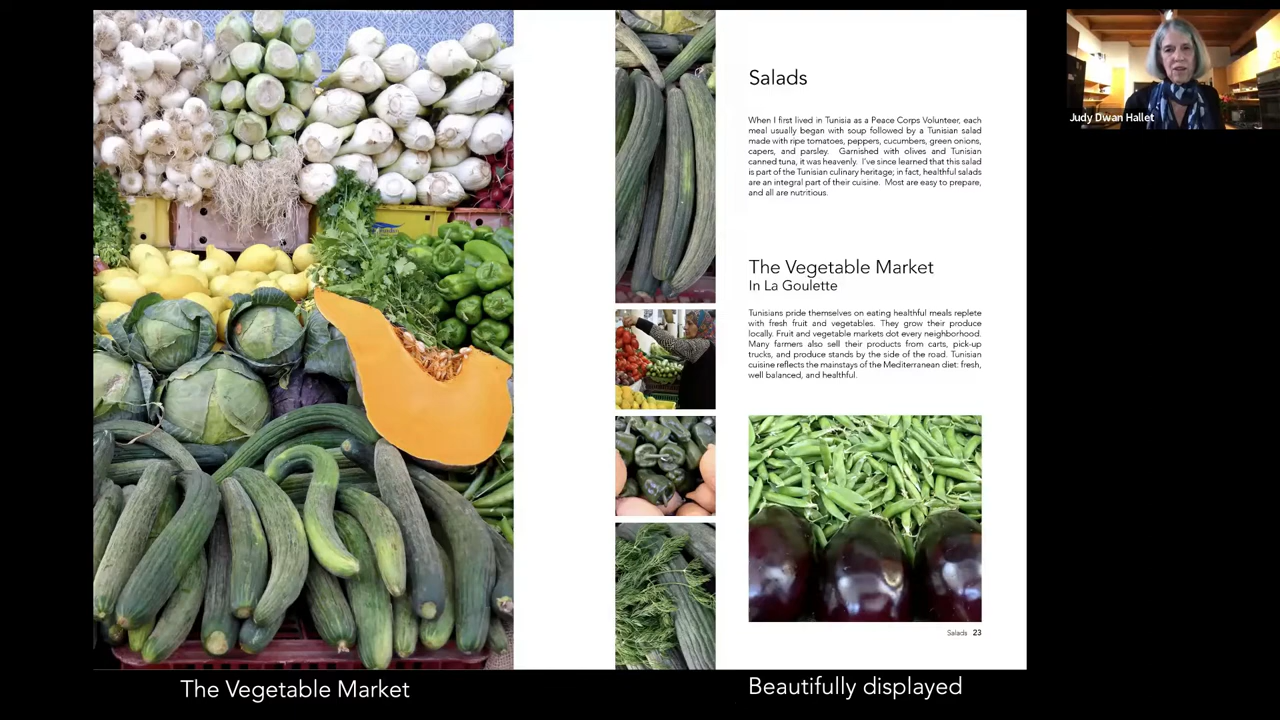 Salads
When I first lived in Tunisia as a Peace Corps Volunteer, each
meal usually began with soup followed by a Tunisian salad
made with ripe tomatoes, peppers, cucumbers, green onions,
capers, and parsley. Garnished with olives and Tunisian
canned tuna, it was heavenly. I've since learned that this salad
is part of the Tunisian culinary heritage; in fact, healthful salads
are an integral part of their cuisine. Most are easy to prepare,
and all are nutritious.
The Vegetable Market
In La Goulette
Tunisians pride themselves on eating healthful meals replete
with fresh fruit and vegetables. They grow their produce
locally. Fruit and vegetable markets dot every neighborhood.
Many farmers also sell their products from carts, pick-up
trucks, and produce stands by the side of the road. Tunisian
cuisine reflects the mainstays of the Mediterranean diet: fresh,
well balanced, and healthful.
Salads 23
The Vegetable Market
Beautifully displayed
Judy Dwan Hallet